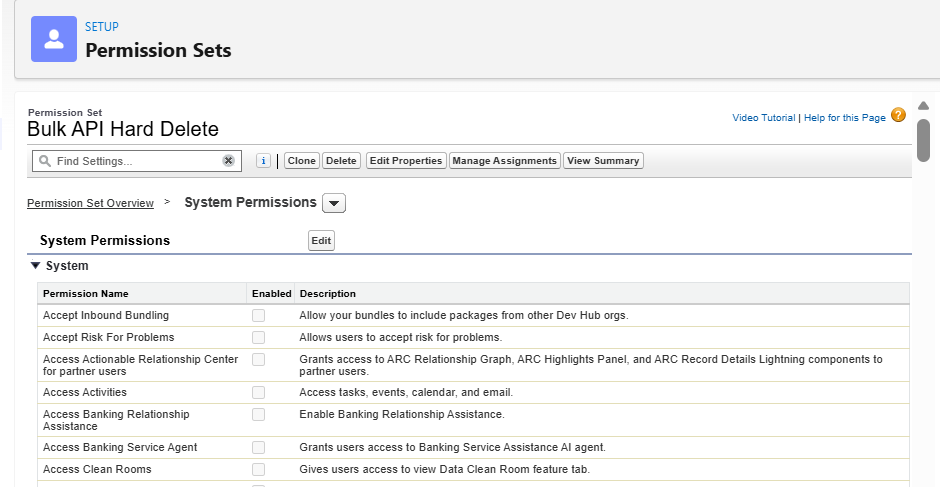 SETUP
Permission Sets
Permission Set
Bulk API Hard Delete
Video Tutorial | Help for this Page ?
Find Settings... i Clone Delete Edit Properties Manage Assignments View Summary
Permission Set Overview > System Permissions
System Permissions Edit
System
Permission Name Enabled Description
Accept Inbound Bundling Allow your bundles to include packages from other Dev Hub orgs.
Accept Risk For Problems Allows users to accept risk for problems.
Access Actionable Relationship Center Grants access to ARC Relationship Graph, ARC Highlights Panel, and ARC Record Details Lightning components to
for partner users partner users.
Access Activities Access tasks, events, calendar, and email.
Access Banking Relationship Enable Banking Relationship Assistance.
Assistance
Access Banking Service Agent Grants users access to Banking Service Assistance AI agent.
Access Clean Rooms Gives users access to view Data Clean Room feature tab.